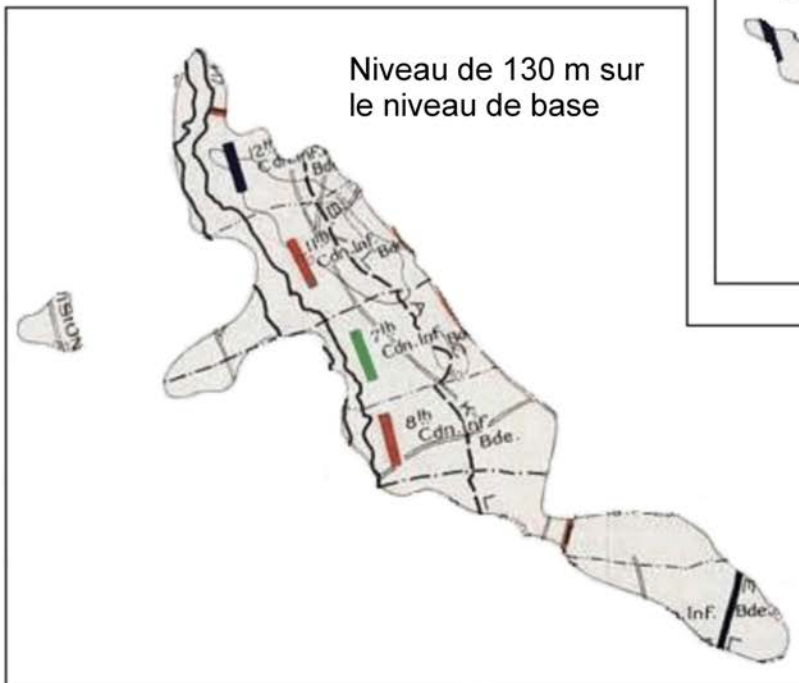 Niveau de 130 m sur
le niveau de base
12th
Cdn. Inf.
Bde
11th
Cdn. Inf.
Bde
7th
Cdn. Inf.
8th
Cdn. Inf.
Bde.
Inf. Bde.